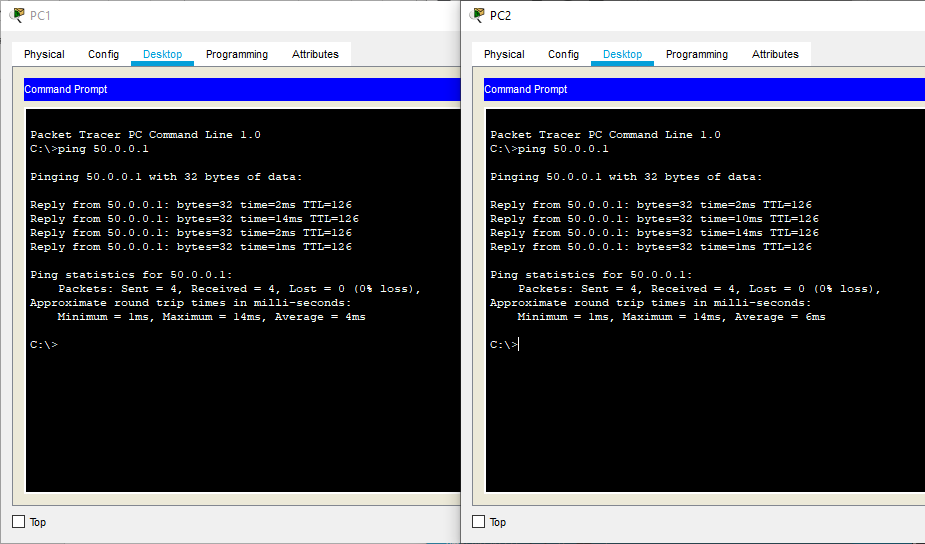 PC1
Physical Config Desktop Programming Attributes
Command Prompt
Packet Tracer PC Command Line 1.0
C:\>ping 50.0.0.1
Pinging 50.0.0.1 with 32 bytes of data:
Reply from 50.0.0.1: bytes=32 time=2ms TTL=126
Reply from 50.0.0.1: bytes=32 time=14ms TTL=126
Reply from 50.0.0.1: bytes=32 time=2ms TTL=126
Reply from 50.0.0.1: bytes=32 time=1ms TTL=126
Ping statistics for 50.0.0.1:
Packets: Sent = 4, Received = 4, Lost = 0 (0% loss),
Approximate round trip times in milli-seconds:
Minimum = 1ms, Maximum = 14ms, Average = 4ms
C:\>
Top
PC2
Physical Config Desktop Programming Attributes
Command Prompt
Packet Tracer PC Command Line 1.0
C:\>ping 50.0.0.1
Pinging 50.0.0.1 with 32 bytes of data:
Reply from 50.0.0.1: bytes=32 time=2ms TTL=126
Reply from 50.0.0.1: bytes=32 time=10ms TTL=126
Reply from 50.0.0.1: bytes=32 time=14ms TTL=126
Reply from 50.0.0.1: bytes=32 time=1ms TTL=126
Ping statistics for 50.0.0.1:
Packets: Sent = 4, Received = 4, Lost = 0 (0% loss),
Approximate round trip times in milli-seconds:
Minimum = 1ms, Maximum = 14ms, Average = 6ms
C:\>
Top